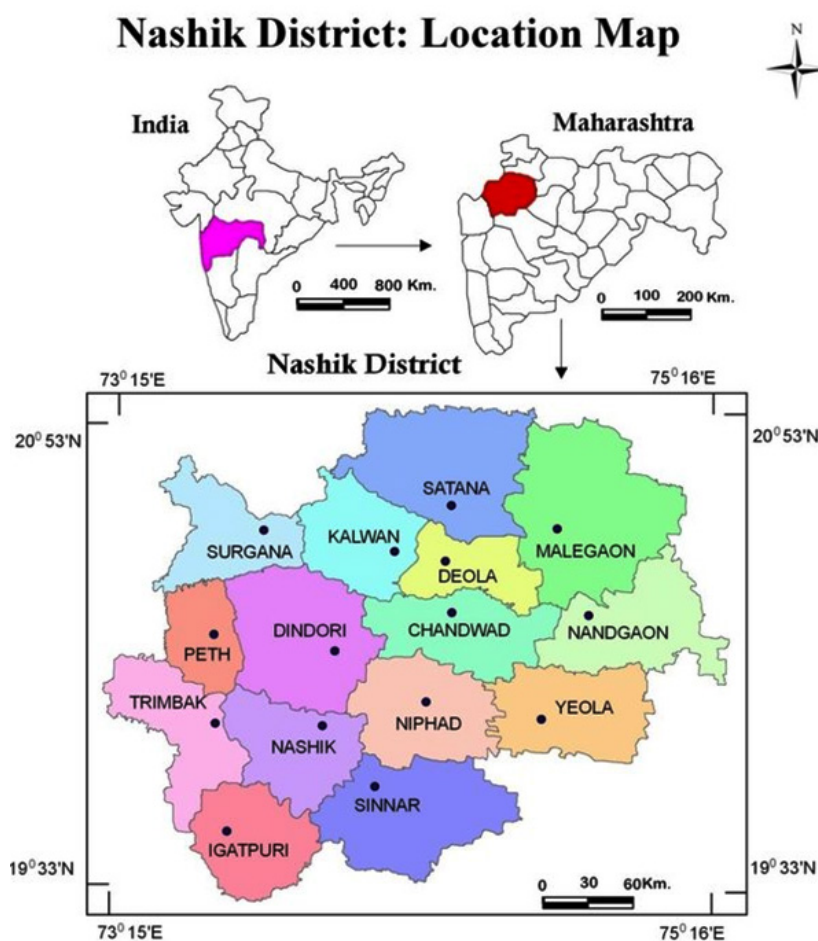 Nashik District: Location Map
N
India
Maharashtra
0 400 800 Km.
0 100 200 Km.
Nashik District
73⁰ 15'E
75⁰ 16'E
20⁰ 53'N
20⁰ 53'N
SATANA
SURGANA
KALWAN
MALEGAON
DEOLA
PETH
DINDORI
CHANDWAD
NANDGAON
TRIMBAK
NASHIK
NIPHAD
YEOLA
SINNAR
IGATPURI
19⁰ 33'N
19⁰ 33'N
0 30 60Km.
73⁰ 15'E
75⁰ 16'E